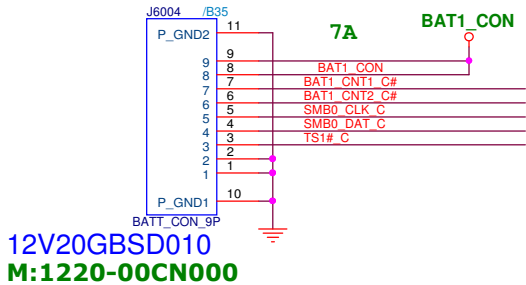 J6004 /B35
BAT1_CON
P_GND2 11
7A
9 9
8 8 BAT1_CON
7 7 BAT1_CNT1_C#
6 6 BAT1_CNT2_C#
5 5 SMB0_CLK_C
4 4 SMB0_DAT_C
3 3 TS1#_C
2 2
1 1
P_GND1 10
BATT_CON_9P
12V20GBSD010
M:1220-00CN000